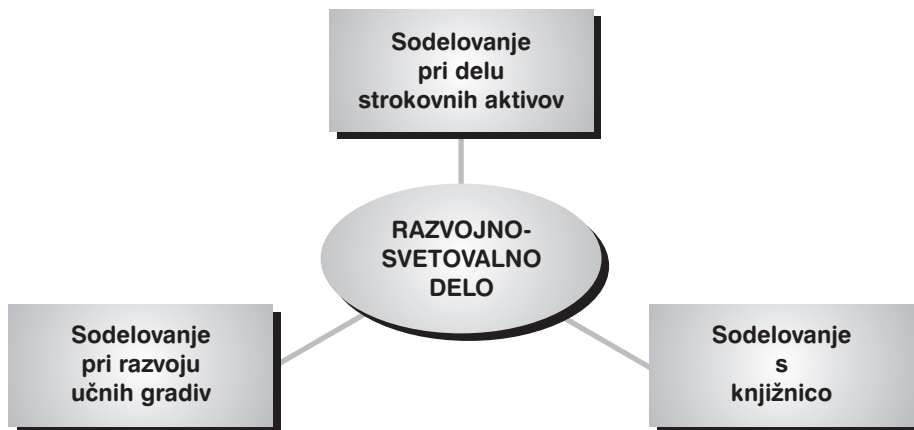 Sodelovanje
pri delu
strokovnih aktivov
RAZVOJNO-
SVETOVALNO
DELO
Sodelovanje
pri razvoju
učnih gradiv
Sodelovanje
s
knjižnico